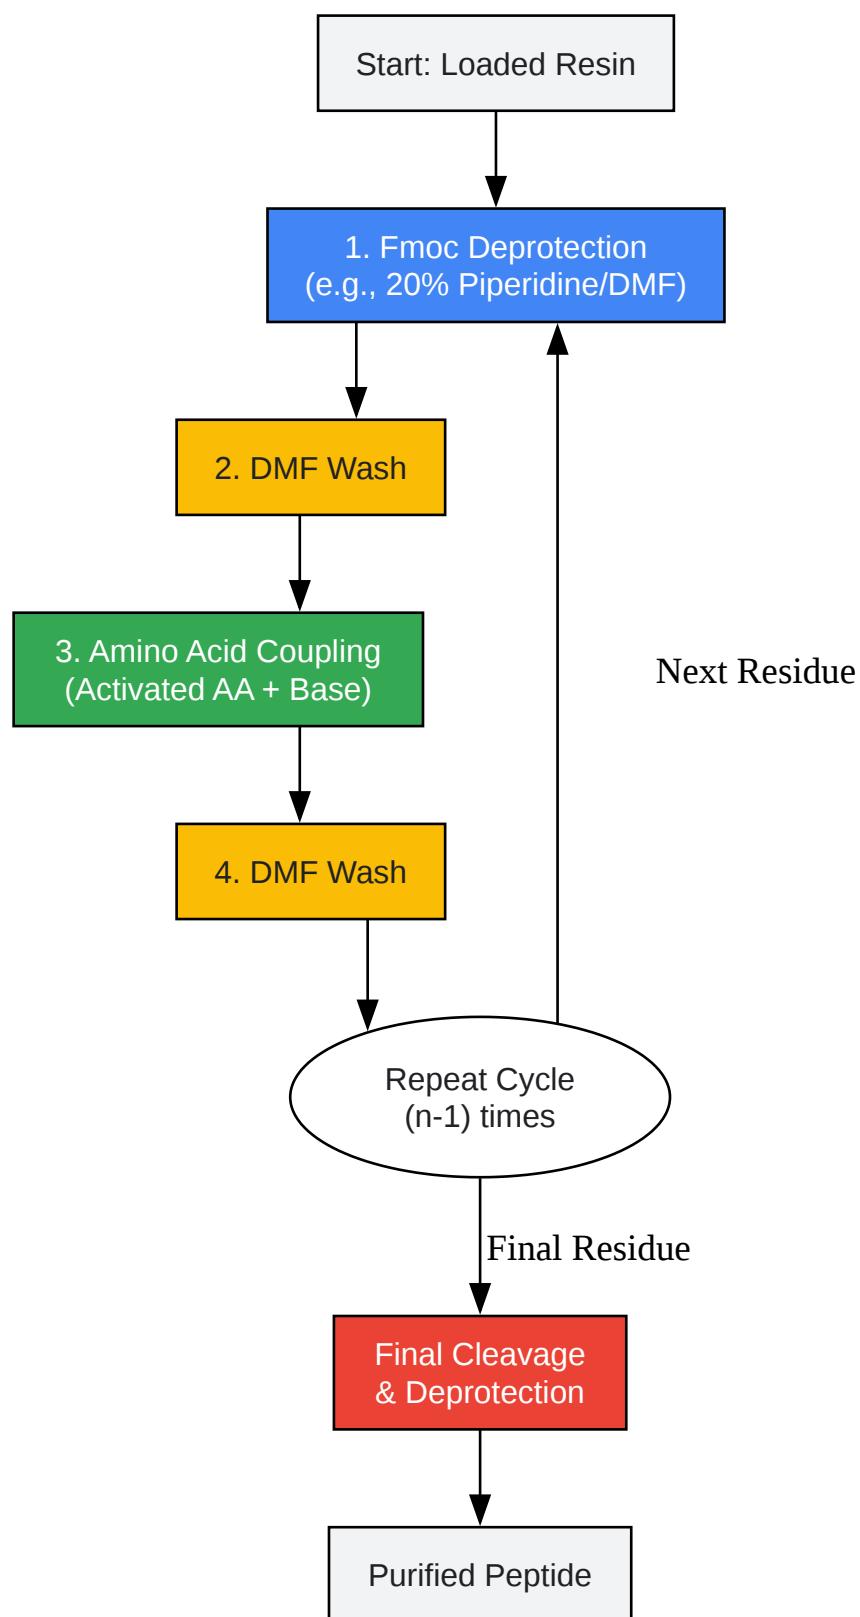 Start: Loaded Resin
1. Fmoc Deprotection
(e.g., 20% Piperidine/DMF)
2. DMF Wash
3. Amino Acid Coupling
(Activated AA + Base)
Next Residue
4. DMF Wash
Repeat Cycle
(n-1) times
Final Residue
Final Cleavage
& Deprotection
Purified Peptide